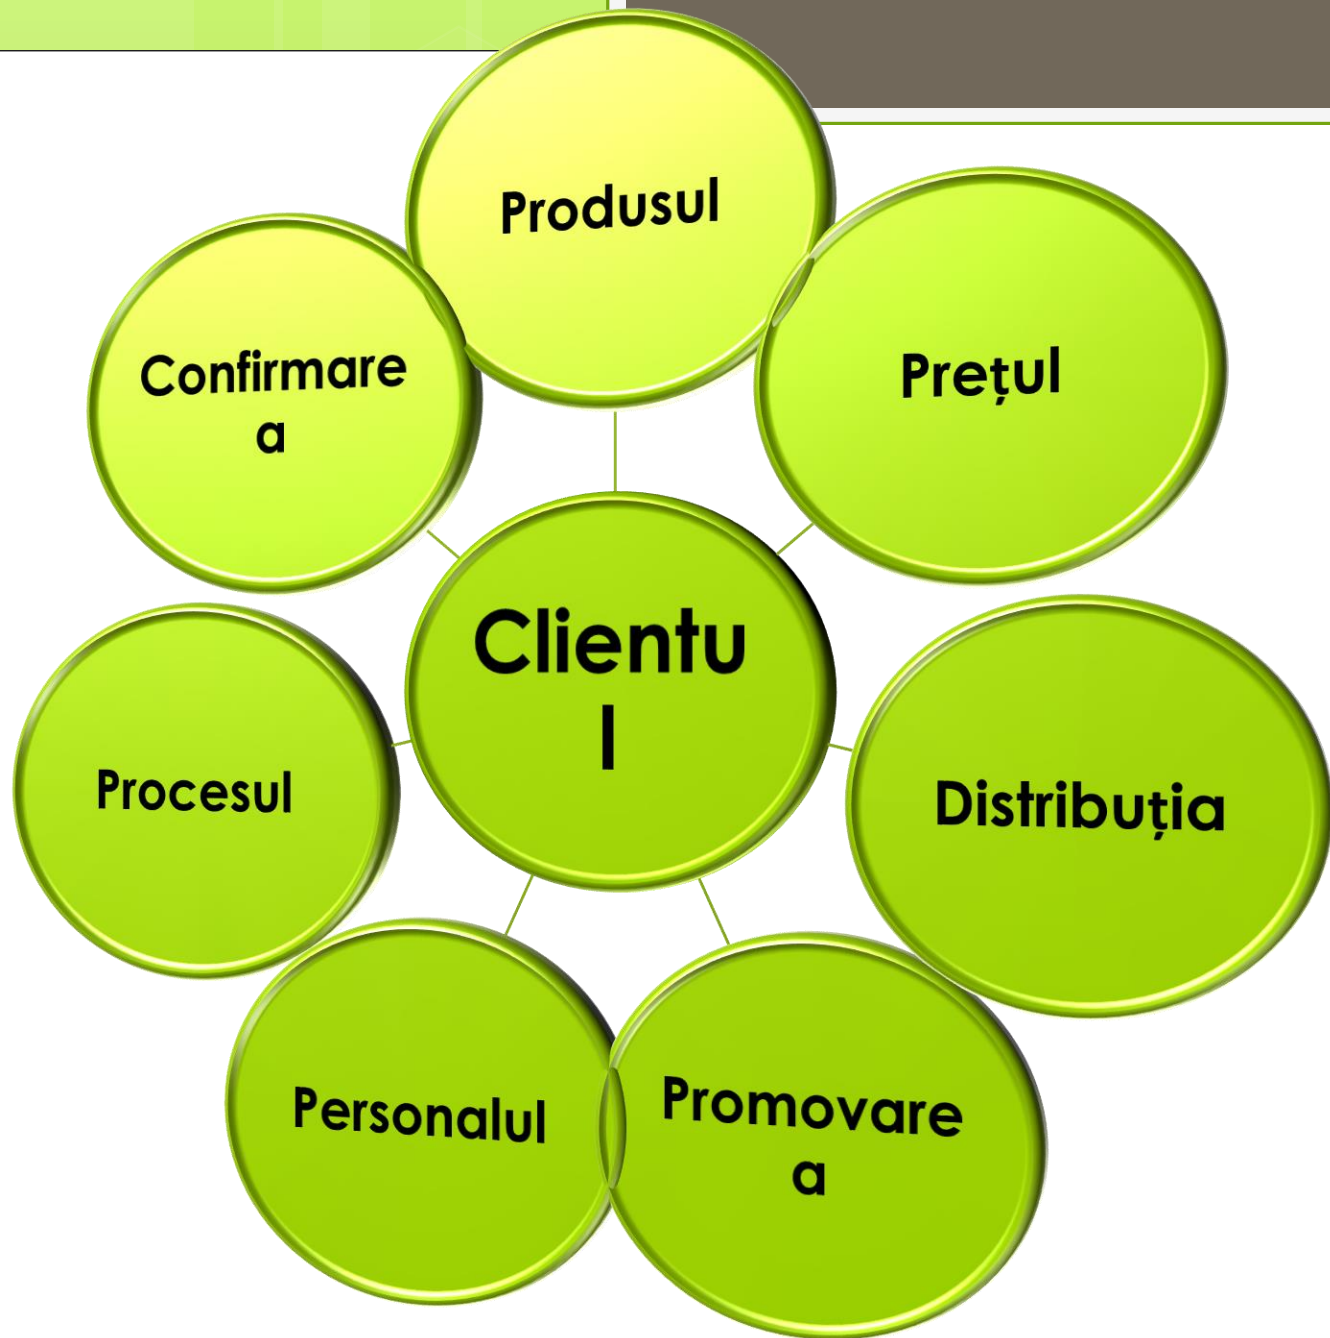 Produsul
Prețul
Distribuția
Promovare
a
Personalul
Procesul
Confirmare
a
Clientu
l